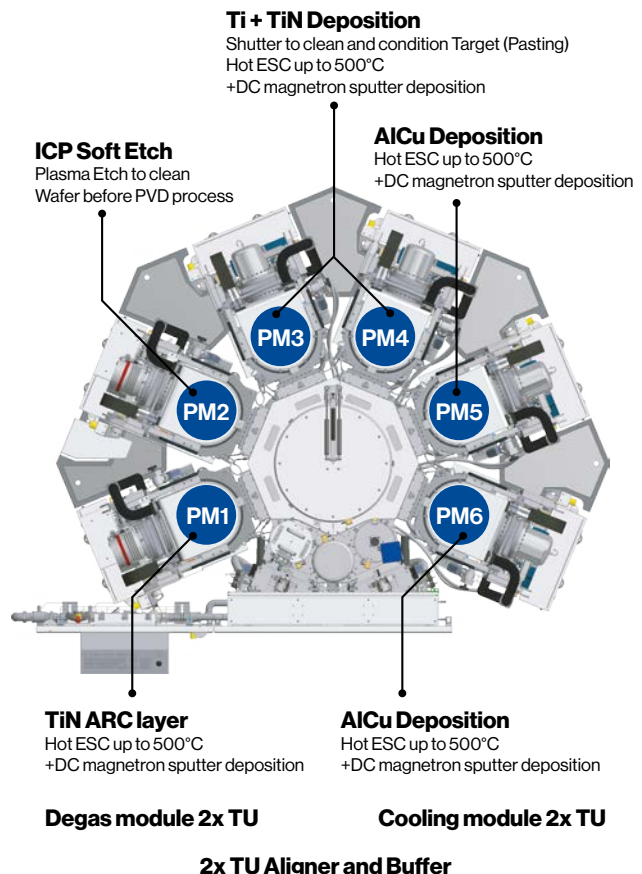 Ti + TiN Deposition
Shutter to clean and condition Target (Pasting)
Hot ESC up to 500°C
+DC magnetron sputter deposition
AlCu Deposition
Hot ESC up to 500°C
+DC magnetron sputter deposition
ICP Soft Etch
Plasma Etch to clean
Wafer before PVD process
PM3
PM4
PM2
PM5
PM1
PM6
TiN ARC layer
Hot ESC up to 500°C
+DC magnetron sputter deposition
AlCu Deposition
Hot ESC up to 500°C
+DC magnetron sputter deposition
Degas module 2x TU
Cooling module 2x TU
2x TU Aligner and Buffer